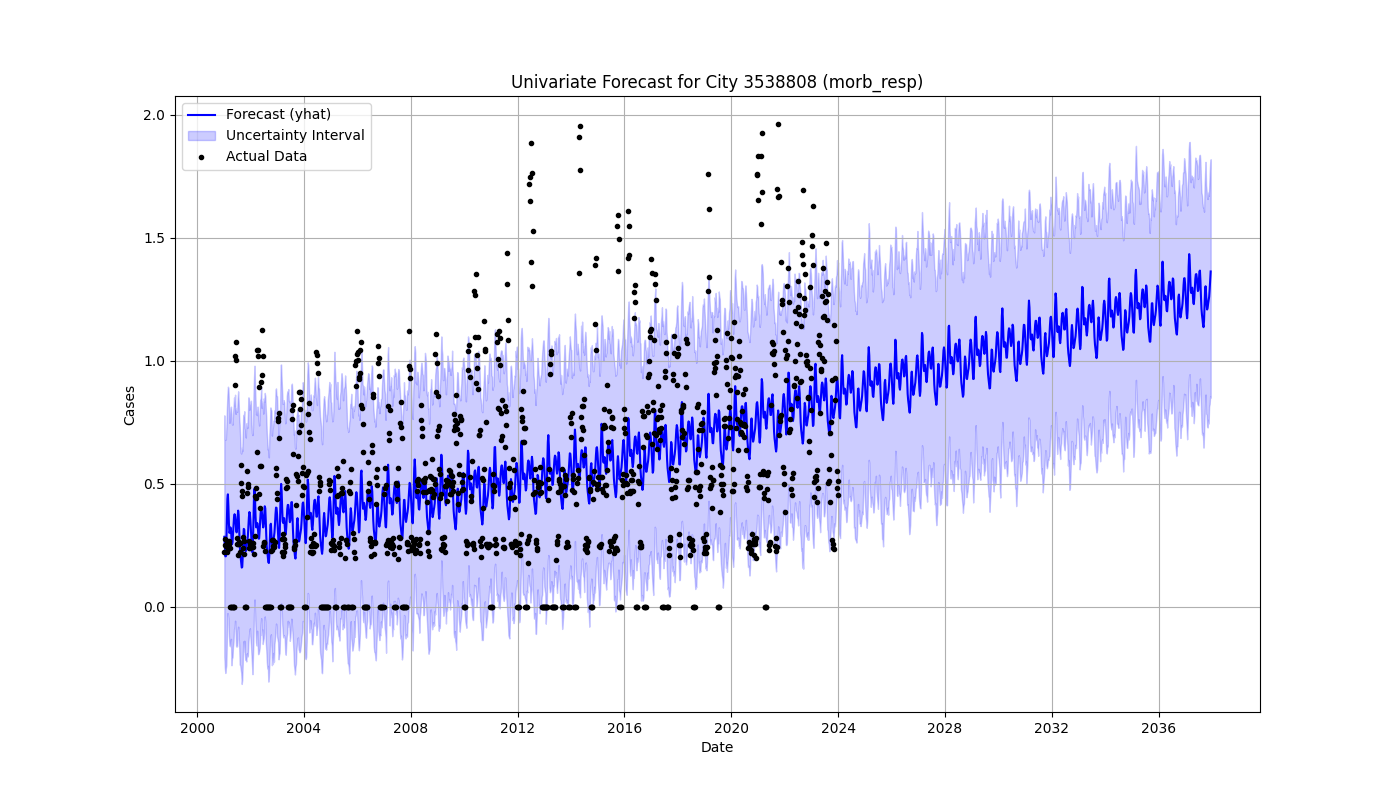 Univariate Forecast for City 3538808 (morb_resp)
Forecast (yhat)
Uncertainty Interval
Actual Data
Cases
2.0
1.5
1.0
0.5
0.0
2000 2004 2008 2012 2016 2020 2024 2028 2032 2036
Date